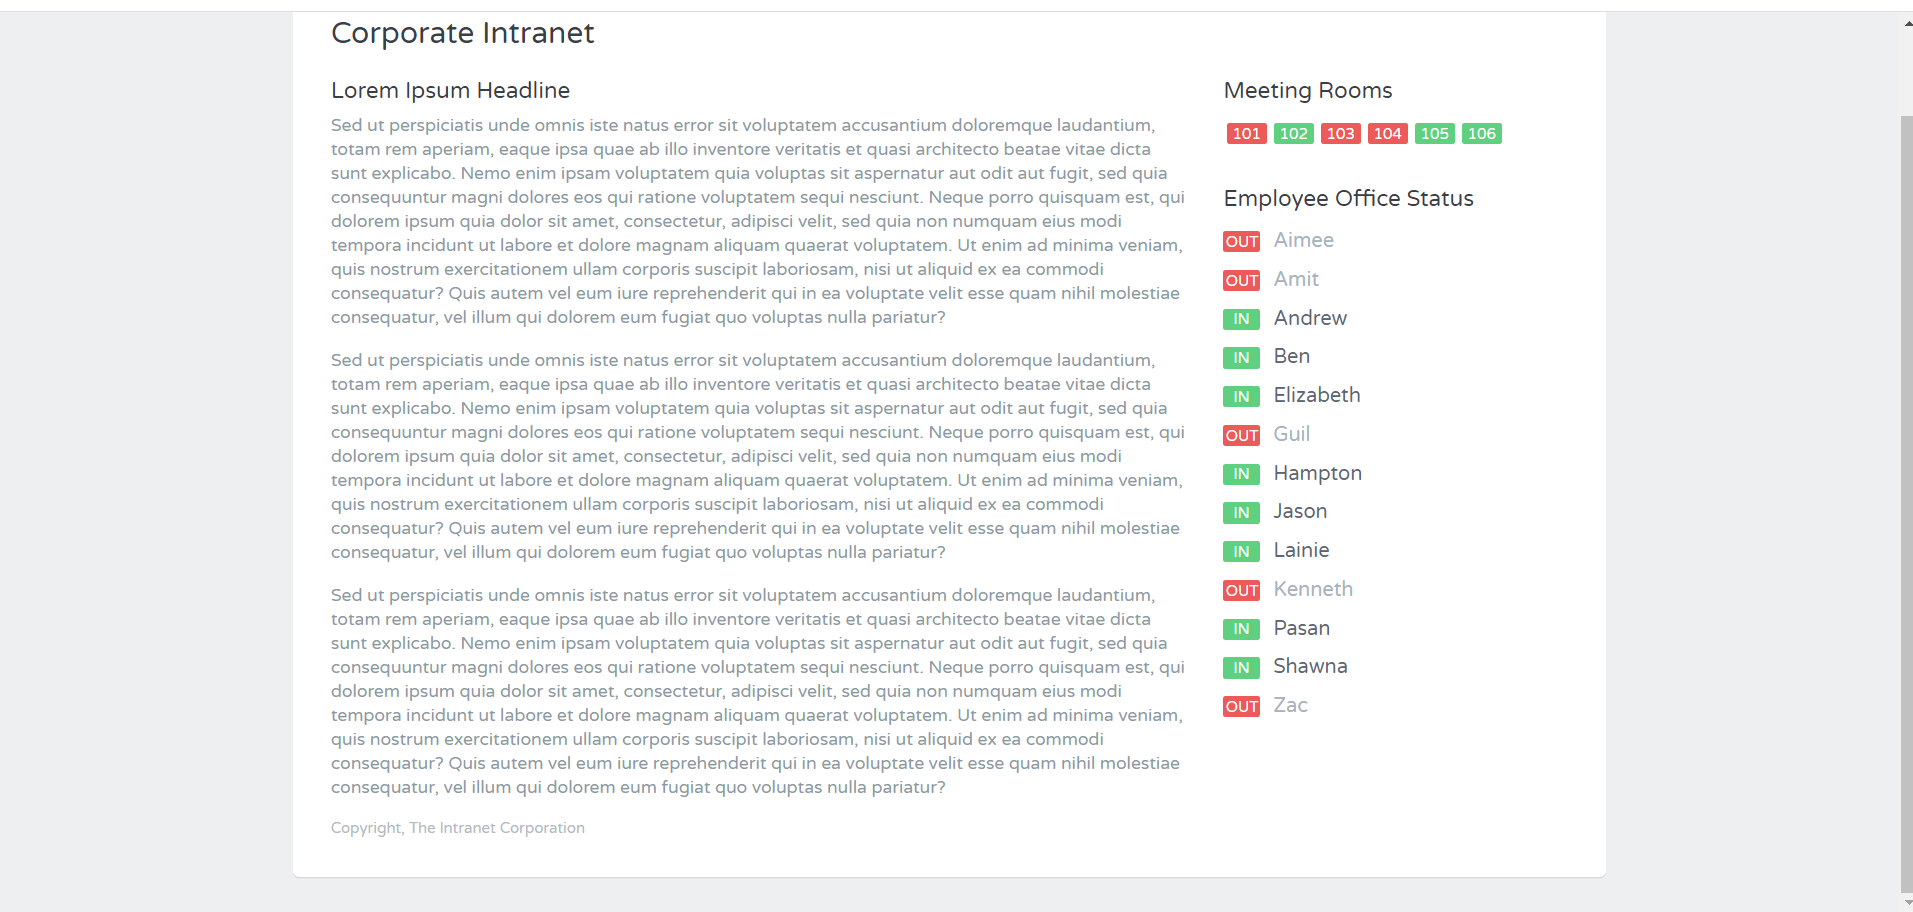 Corporate Intranet
Lorem Ipsum Headline
Sed ut perspiciatis unde omnis iste natus error sit voluptatem accusantium doloremque laudantium,
totam rem aperiam, eaque ipsa quae ab illo inventore veritatis et quasi architecto beatae vitae dicta
sunt explicabo. Nemo enim ipsam voluptatem quia voluptas sit aspernatur aut odit aut fugit, sed quia
consequuntur magni dolores eos qui ratione voluptatem sequi nesciunt. Neque porro quisquam est, qui
dolorem ipsum quia dolor sit amet, consectetur, adipisci velit, sed quia non numquam eius modi
tempora incidunt ut labore et dolore magnam aliquam quaerat voluptatem. Ut enim ad minima veniam,
quis nostrum exercitationem ullam corporis suscipit laboriosam, nisi ut aliquid ex ea commodi
consequatur? Quis autem vel eum iure reprehenderit qui in ea voluptate velit esse quam nihil molestiae
consequatur, vel illum qui dolorem eum fugiat quo voluptas nulla pariatur?
Sed ut perspiciatis unde omnis iste natus error sit voluptatem accusantium doloremque laudantium,
totam rem aperiam, eaque ipsa quae ab illo inventore veritatis et quasi architecto beatae vitae dicta
sunt explicabo. Nemo enim ipsam voluptatem quia voluptas sit aspernatur aut odit aut fugit, sed quia
consequuntur magni dolores eos qui ratione voluptatem sequi nesciunt. Neque porro quisquam est, qui
dolorem ipsum quia dolor sit amet, consectetur, adipisci velit, sed quia non numquam eius modi
tempora incidunt ut labore et dolore magnam aliquam quaerat voluptatem. Ut enim ad minima veniam,
quis nostrum exercitationem ullam corporis suscipit laboriosam, nisi ut aliquid ex ea commodi
consequatur? Quis autem vel eum iure reprehenderit qui in ea voluptate velit esse quam nihil molestiae
consequatur, vel illum qui dolorem eum fugiat quo voluptas nulla pariatur?
Sed ut perspiciatis unde omnis iste natus error sit voluptatem accusantium doloremque laudantium,
totam rem aperiam, eaque ipsa quae ab illo inventore veritatis et quasi architecto beatae vitae dicta
sunt explicabo. Nemo enim ipsam voluptatem quia voluptas sit aspernatur aut odit aut fugit, sed quia
consequuntur magni dolores eos qui ratione voluptatem sequi nesciunt. Neque porro quisquam est, qui
dolorem ipsum quia dolor sit amet, consectetur, adipisci velit, sed quia non numquam eius modi
tempora incidunt ut labore et dolore magnam aliquam quaerat voluptatem. Ut enim ad minima veniam,
quis nostrum exercitationem ullam corporis suscipit laboriosam, nisi ut aliquid ex ea commodi
consequatur? Quis autem vel eum iure reprehenderit qui in ea voluptate velit esse quam nihil molestiae
consequatur, vel illum qui dolorem eum fugiat quo voluptas nulla pariatur?
Copyright, The Intranet Corporation
Meeting Rooms
101 102 103 104 105 106
Employee Office Status
OUT Aimee
OUT Amit
IN Andrew
IN Ben
IN Elizabeth
OUT Guil
IN Hampton
IN Jason
IN Lainie
OUT Kenneth
IN Pasan
IN Shawna
OUT Zac